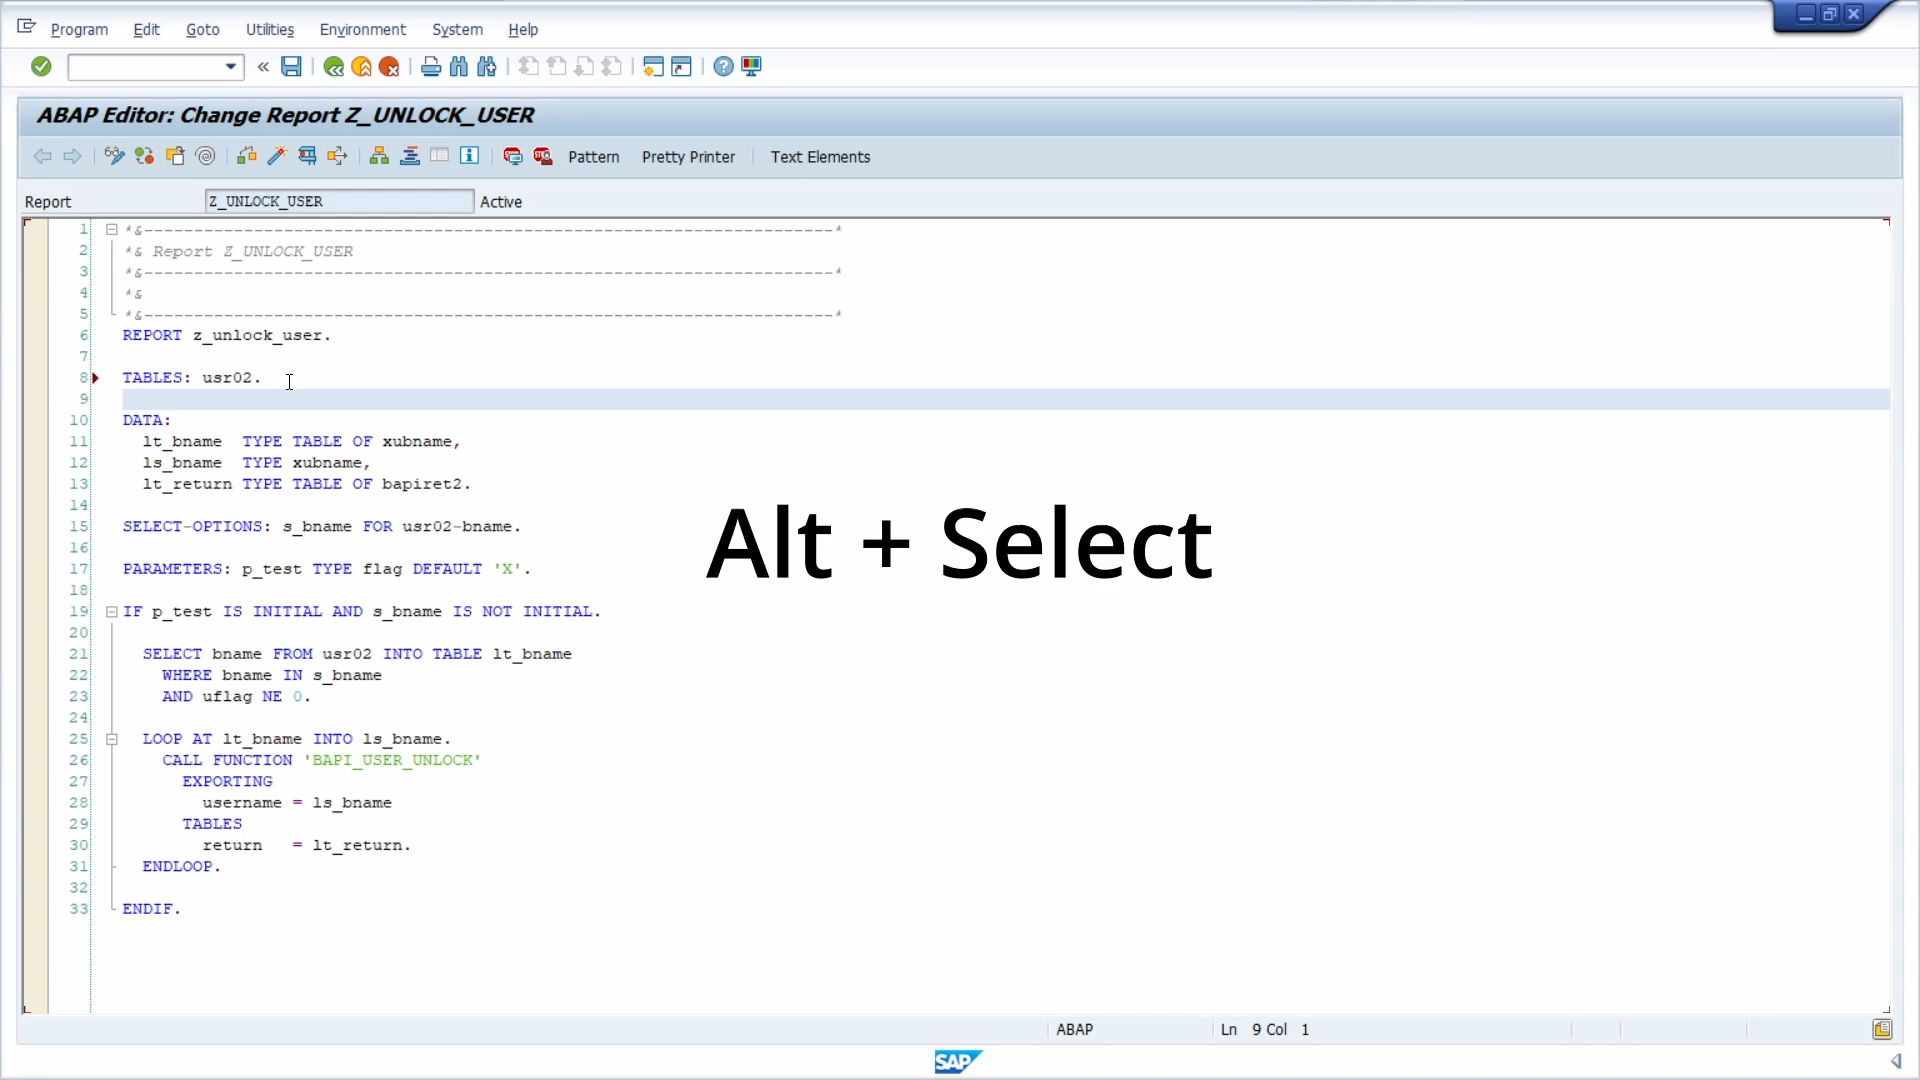 Program Edit Goto Utilities Environment System Help
ABAP Editor: Change Report Z_UNLOCK_USER
Pattern Pretty Printer Text Elements
Report Z_UNLOCK_USER Active
1 *&---------------------------------------------------------------------*
2 *& Report Z_UNLOCK_USER
3 *&---------------------------------------------------------------------*
4 *&
5 *&---------------------------------------------------------------------*
6 REPORT z_unlock_user.
7
8 TABLES: usr02.
9
10 DATA:
11   lt_bname  TYPE TABLE OF xubname,
12   ls_bname  TYPE xubname,
13   lt_return TYPE TABLE OF bapiret2.
14
15 SELECT-OPTIONS: s_bname FOR usr02-bname.
16
17 PARAMETERS: p_test TYPE flag DEFAULT 'X'.
18
19 IF p_test IS INITIAL AND s_bname IS NOT INITIAL.
20
21   SELECT bname FROM usr02 INTO TABLE lt_bname
22     WHERE bname IN s_bname
23     AND uflag NE 0.
24
25   LOOP AT lt_bname INTO ls_bname.
26     CALL FUNCTION 'BAPI_USER_UNLOCK'
27       EXPORTING
28         username = ls_bname
29       TABLES
30         return   = lt_return.
31   ENDLOOP.
32
33 ENDIF.
Alt + Select
ABAP Ln 9 Col 1
SAP